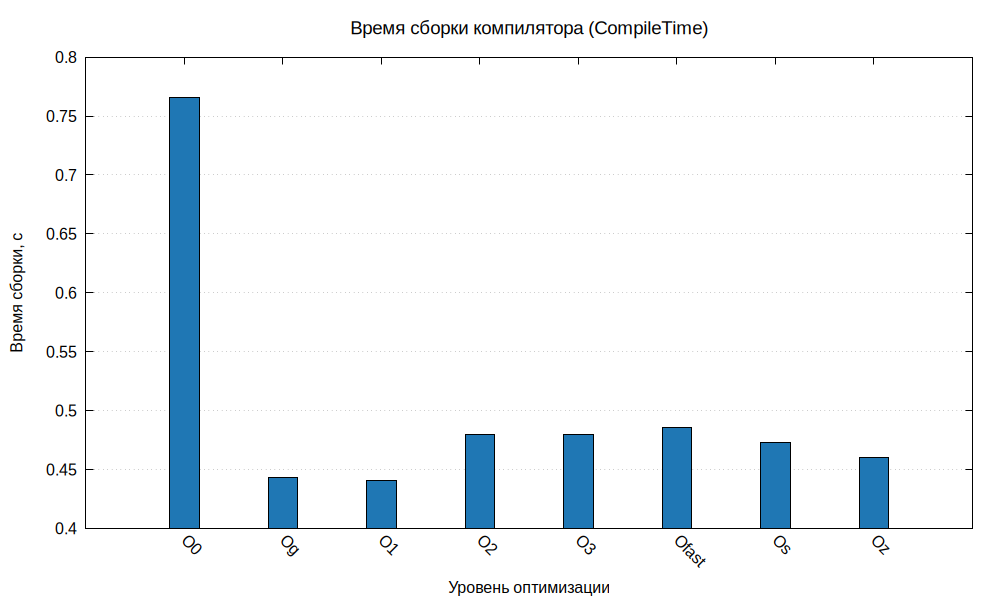 Время сборки компилятора (CompileTime)
Время сборки, с
0.8
0.75
0.7
0.65
0.6
0.55
0.5
0.45
0.4
O0
Og
O1
O2
O3
Ofast
Os
Oz
Уровень оптимизации